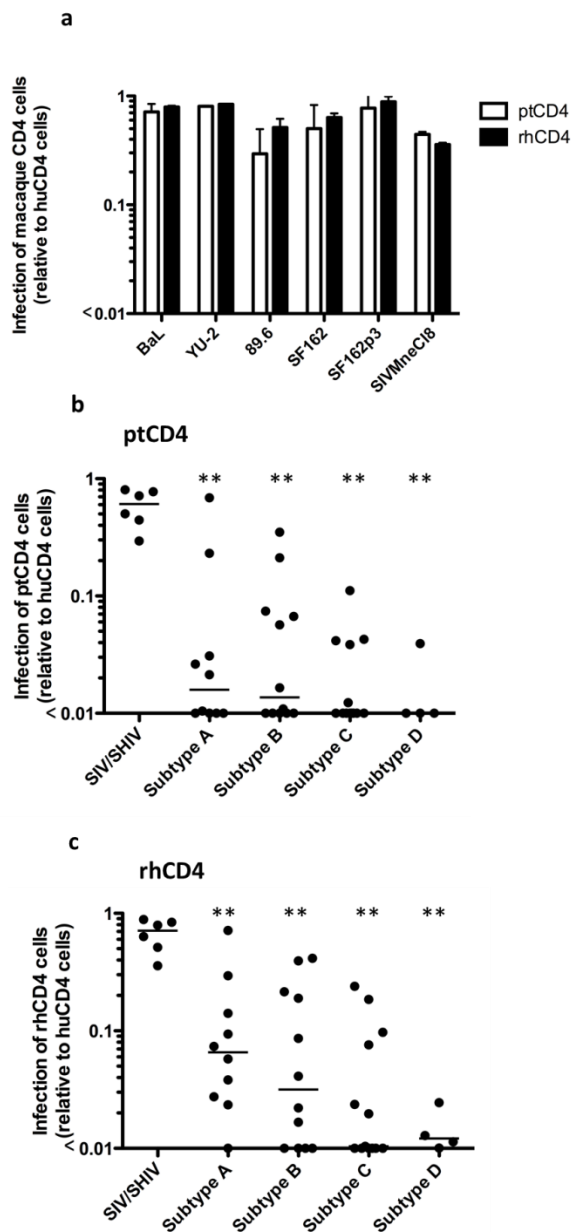 a
Infection of macaque CD4 cells
(relative to huCD4 cells)
1
0.1
<0.01
ptCD4
rhCD4
BaL
YU-2
89.6
SF162
SF162p3
SIVMneCl8
b
ptCD4
Infection of ptCD4 cells
(relative to huCD4 cells)
1
0.1
<0.01
** ** ** **
SIV/SHIV
Subtype A
Subtype B
Subtype C
Subtype D
c
rhCD4
Infection of rhCD4 cells
(relative to huCD4 cells)
1
0.1
<0.01
** ** ** **
SIV/SHIV
Subtype A
Subtype B
Subtype C
Subtype D